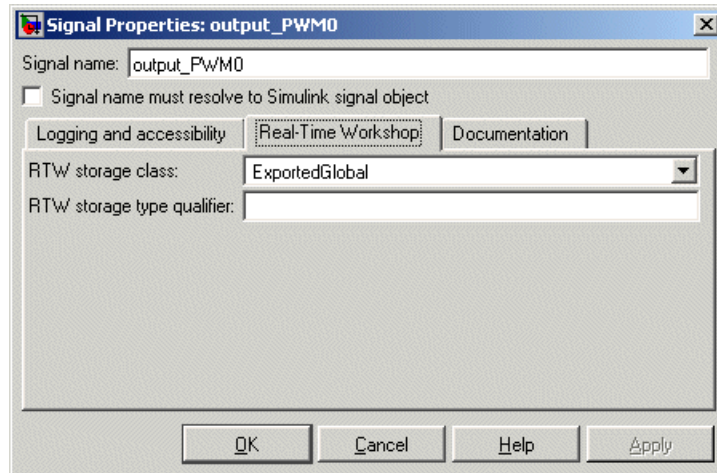 Signal Properties: output_PWM0
Signal name: output_PWM0
Signal name must resolve to Simulink signal object
Logging and accessibility Real-Time Workshop Documentation
RTW storage class: ExportedGlobal
RTW storage type qualifier:
OK Cancel Help Apply